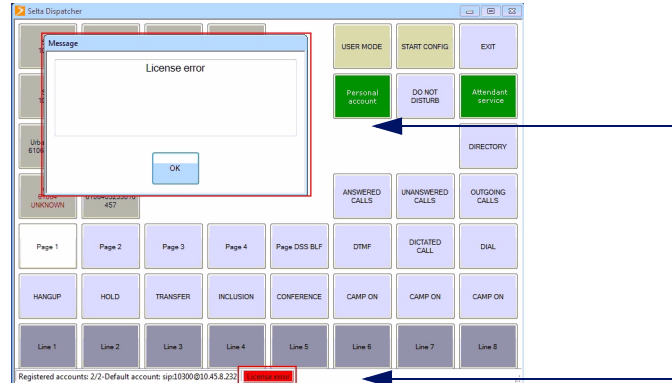 Selta Dispatcher
Message
License error
OK
USER MODE
START CONFIG
EXIT
Personal
account
DO NOT
DISTURB
Attendant
service
DIRECTORY
UNKNOWN
457
ANSWERED
CALLS
UNANSWERED
CALLS
OUTGOING
CALLS
Page 1
Page 2
Page 3
Page 4
Page DSS BLF
DTMF
DICTATED
CALL
DIAL
HANGUP
HOLD
TRANSFER
INCLUSION
CONFERENCE
CAMP ON
CAMP ON
CAMP ON
Line 1
Line 2
Line 3
Line 4
Line 5
Line 6
Line 7
Line 8
Registered accounts: 2/2-Default account: sip:10300@10.45.8.232
License error